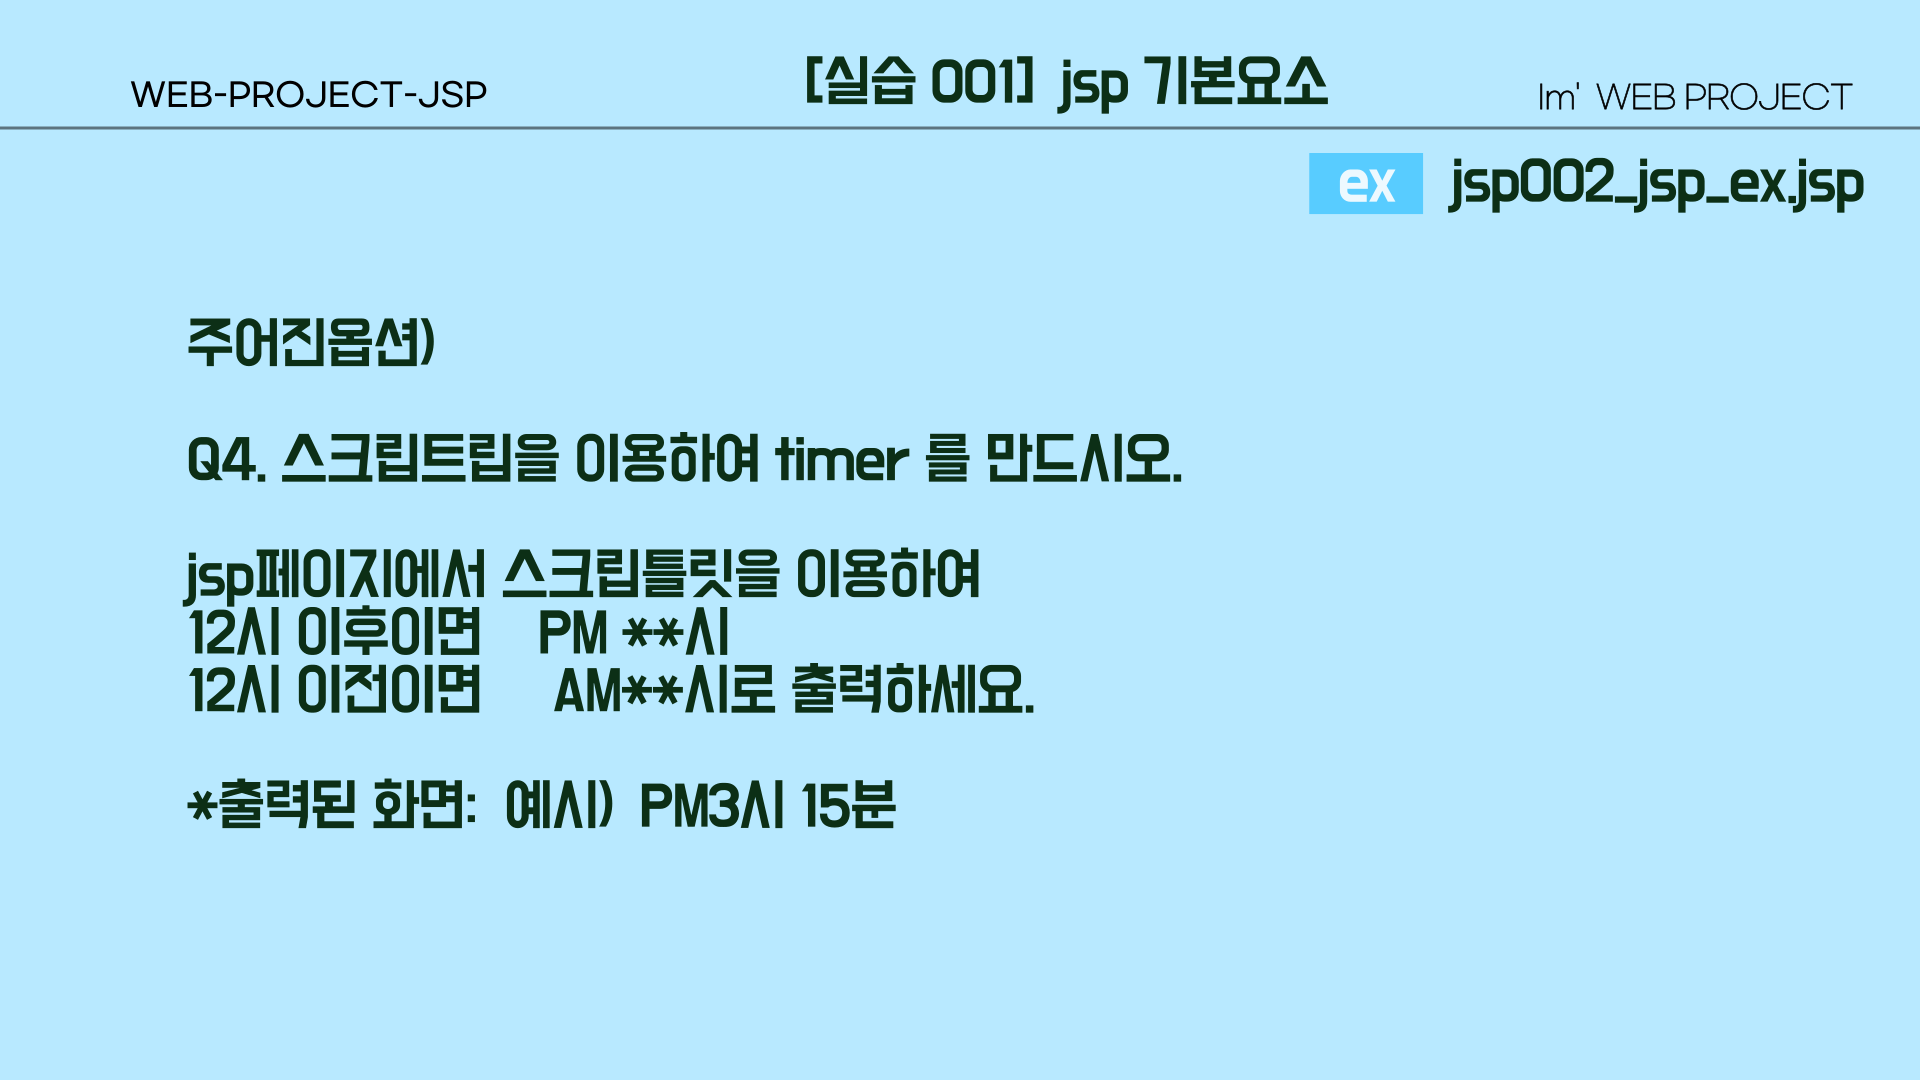 WEB-PROJECT-JSP
[실습 001] jsp 기본요소
Im' WEB PROJECT
ex jsp002_jsp_ex.jsp
주어진옵션)
Q4. 스크립트립을 이용하여 timer 를 만드시오.
jsp페이지에서 스크립틀릿을 이용하여
12시 이후이면 PM **시
12시 이전이면 AM**시로 출력하세요.
*출력된 화면: 예시) PM3시 15분